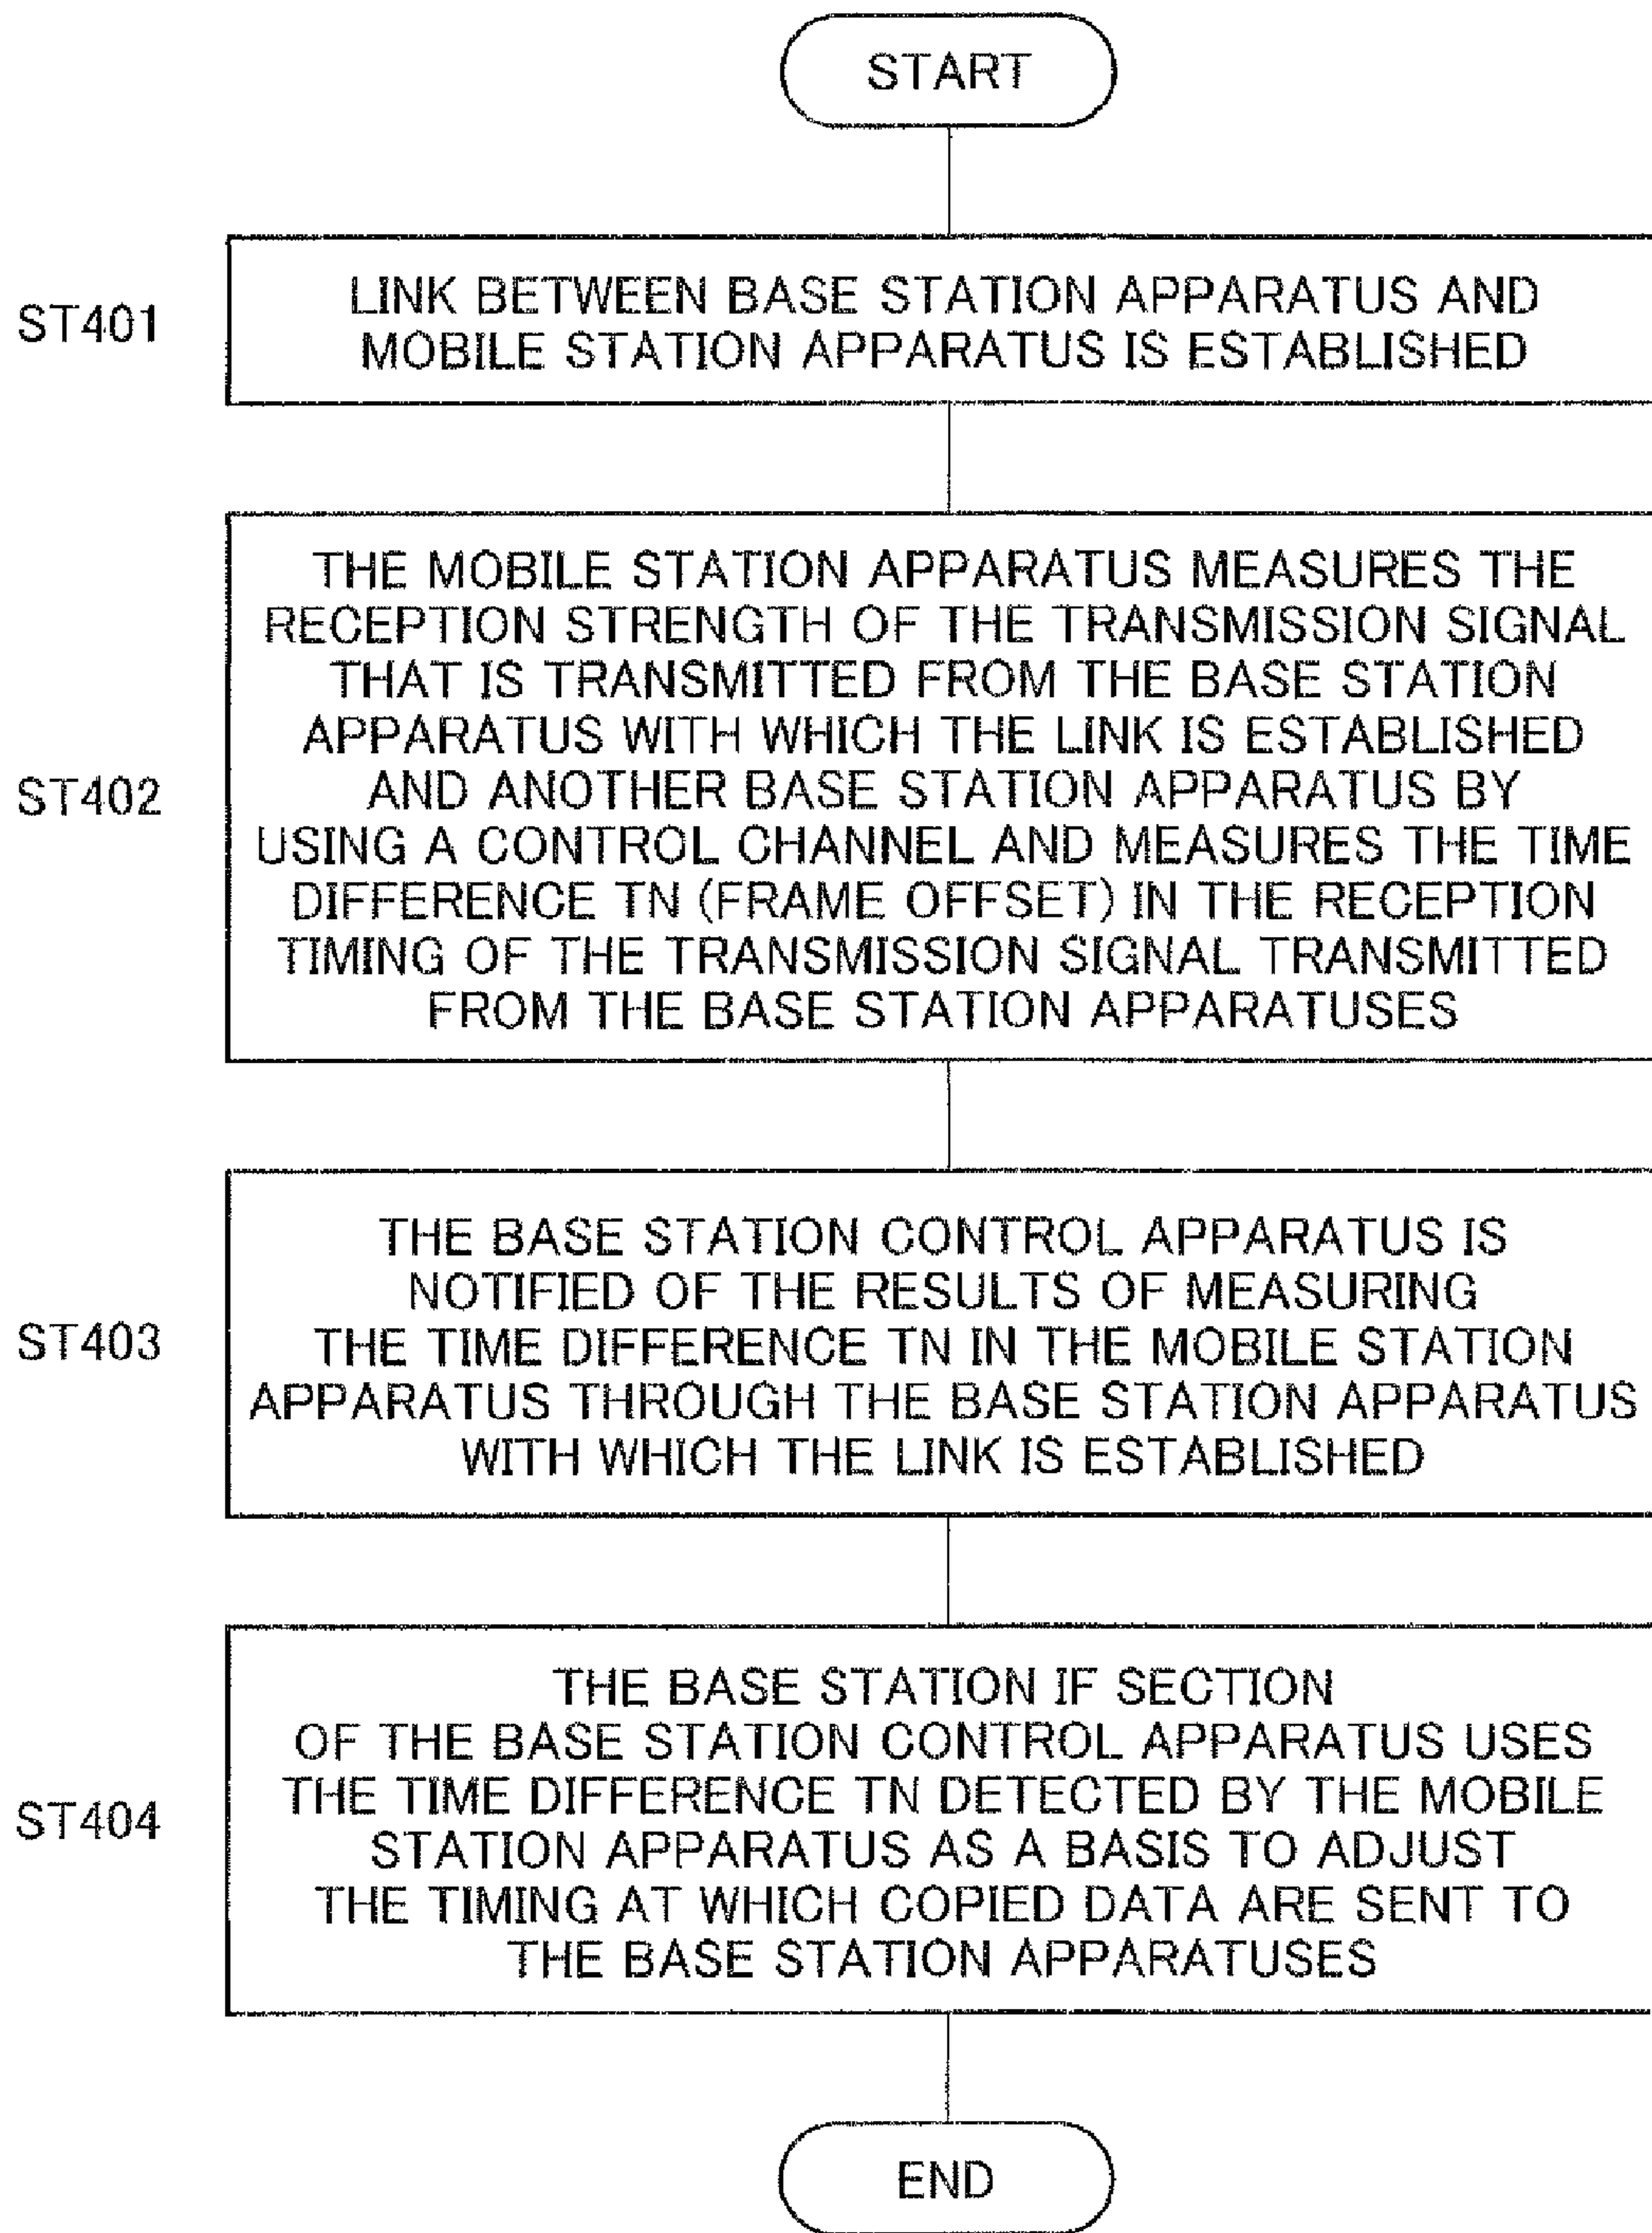 START
ST401
LINK BETWEEN BASE STATION APPARATUS AND
MOBILE STATION APPARATUS IS ESTABLISHED
ST402
THE MOBILE STATION APPARATUS MEASURES THE
RECEPTION STRENGTH OF THE TRANSMISSION SIGNAL
THAT IS TRANSMITTED FROM THE BASE STATION
APPARATUS WITH WHICH THE LINK IS ESTABLISHED
AND ANOTHER BASE STATION APPARATUS BY
USING A CONTROL CHANNEL AND MEASURES THE TIME
DIFFERENCE TN (FRAME OFFSET) IN THE RECEPTION
TIMING OF THE TRANSMISSION SIGNAL TRANSMITTED
FROM THE BASE STATION APPARATUSES
ST403
THE BASE STATION CONTROL APPARATUS IS
NOTIFIED OF THE RESULTS OF MEASURING
THE TIME DIFFERENCE TN IN THE MOBILE STATION
APPARATUS THROUGH THE BASE STATION APPARATUS
WITH WHICH THE LINK IS ESTABLISHED
ST404
THE BASE STATION IF SECTION
OF THE BASE STATION CONTROL APPARATUS USES
THE TIME DIFFERENCE TN DETECTED BY THE MOBILE
STATION APPARATUS AS A BASIS TO ADJUST
THE TIMING AT WHICH COPIED DATA ARE SENT TO
THE BASE STATION APPARATUSES
END